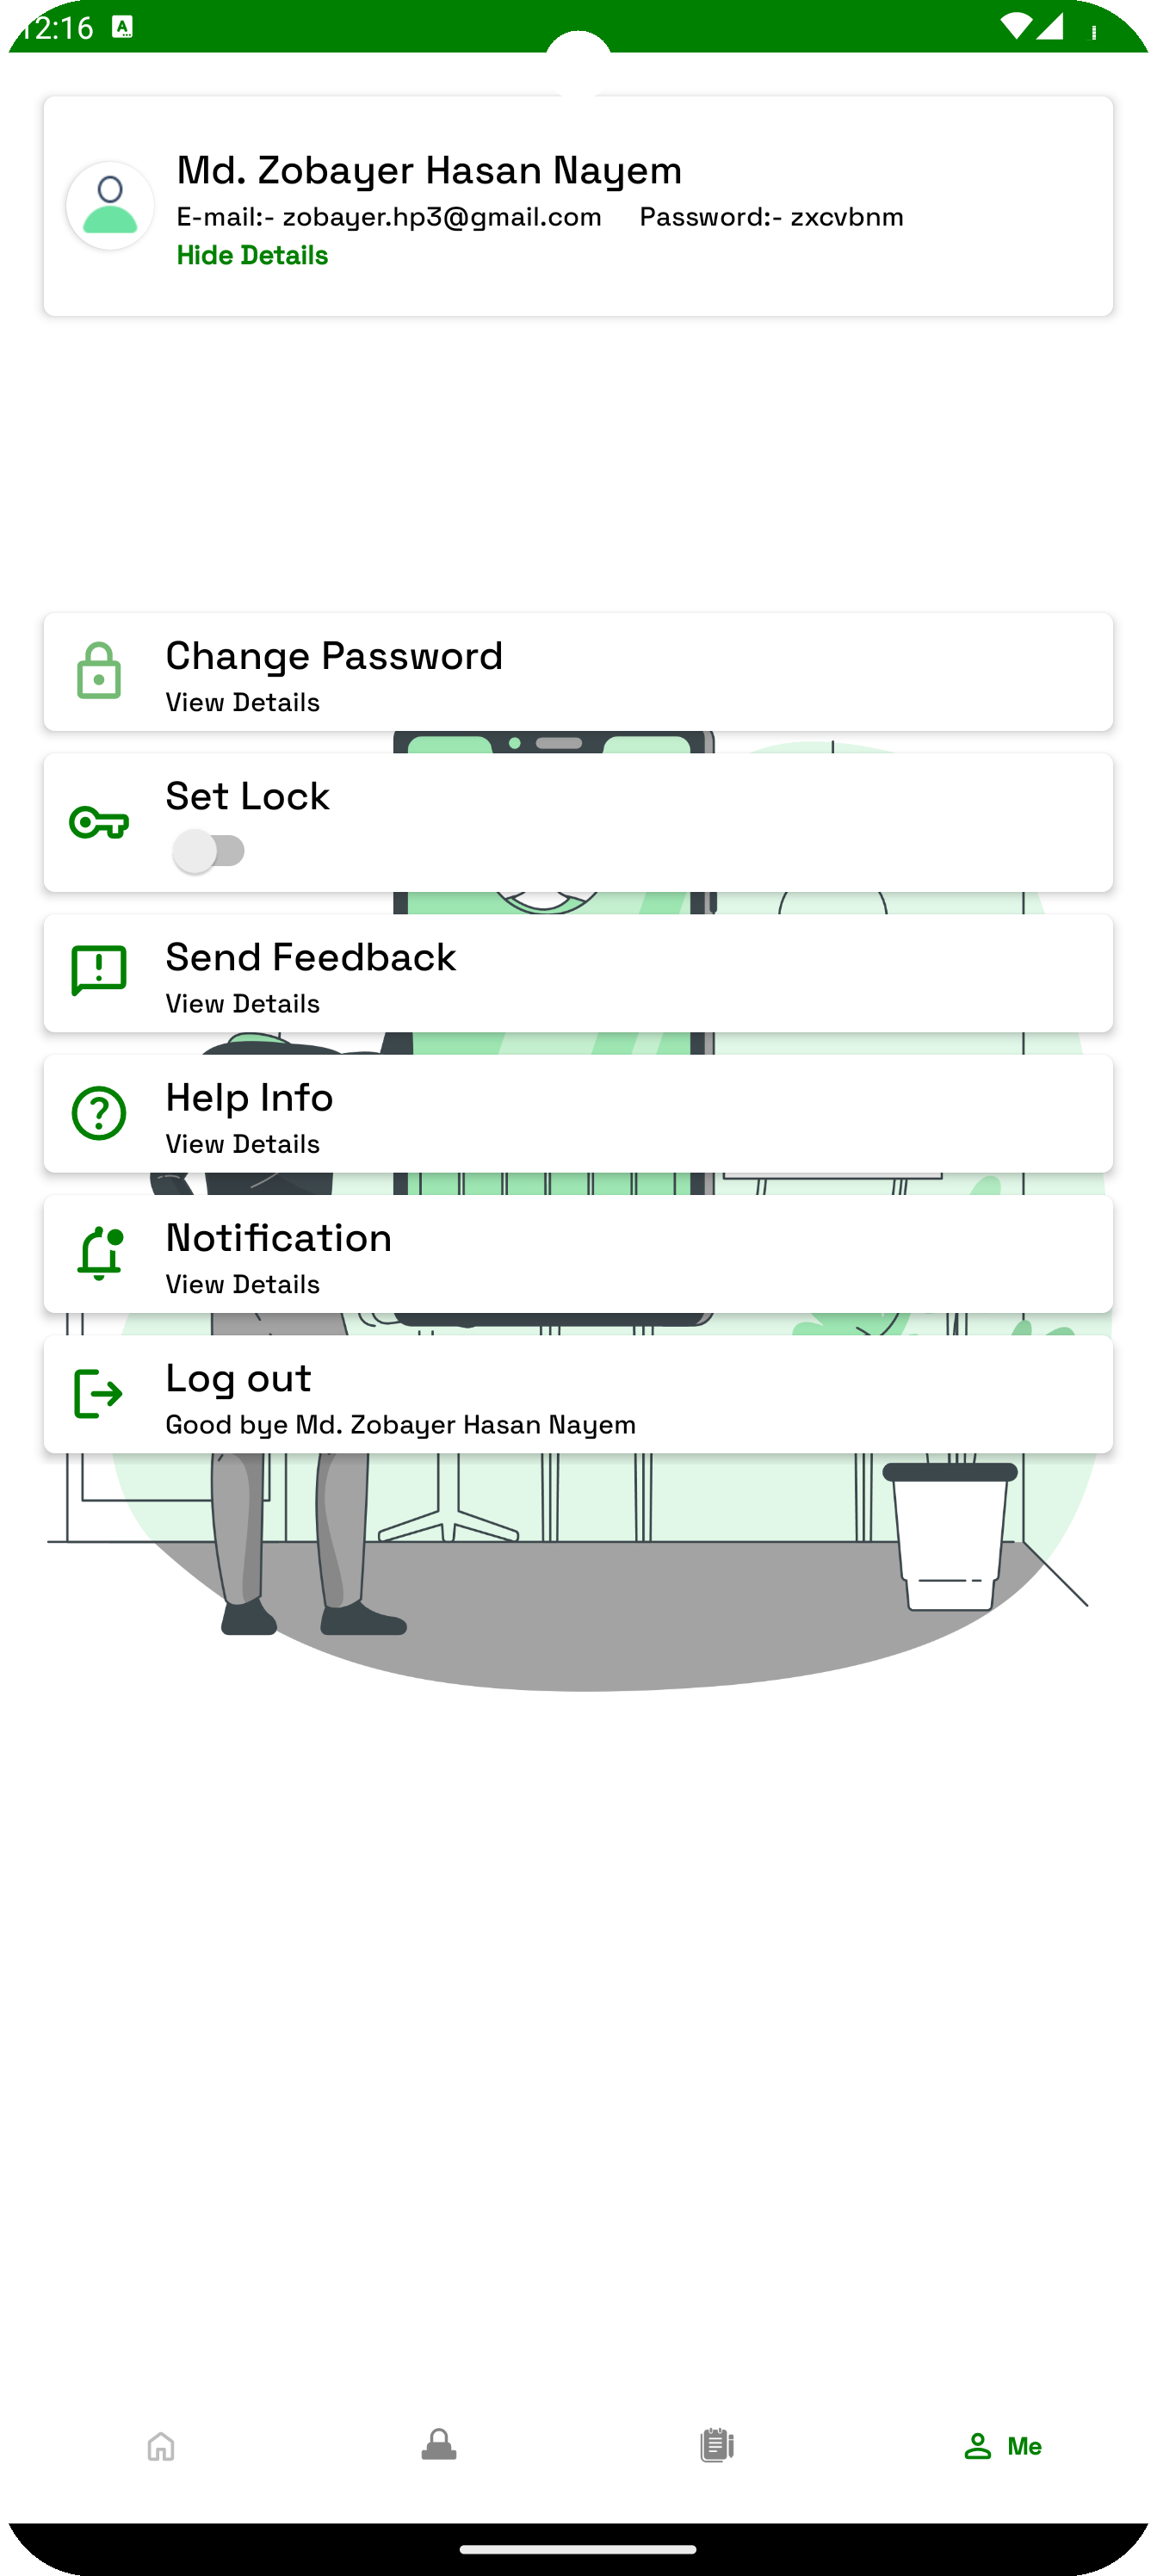 12:16
Md. Zobayer Hasan Nayem
E-mail:- zobayer.hp3@gmail.com Password:- zxcvbnm
Hide Details
Change Password
View Details
Set Lock
Send Feedback
View Details
Help Info
View Details
Notification
View Details
Log out
Good bye Md. Zobayer Hasan Nayem
Me